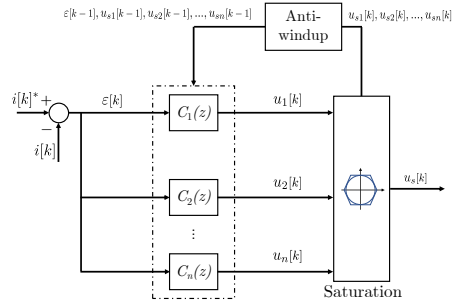 ε[k−1], u_{s1}[k−1], u_{s2}[k−1], ..., u_{sn}[k−1]
Anti-
windup
u_{s1}[k], u_{s2}[k], ..., u_{sn}[k]
i[k]* +
ε[k]
C_1(z)
u_1[k]
−
i[k]
C_2(z)
u_2[k]
u_s[k]
⋮
C_n(z)
u_n[k]
Saturation